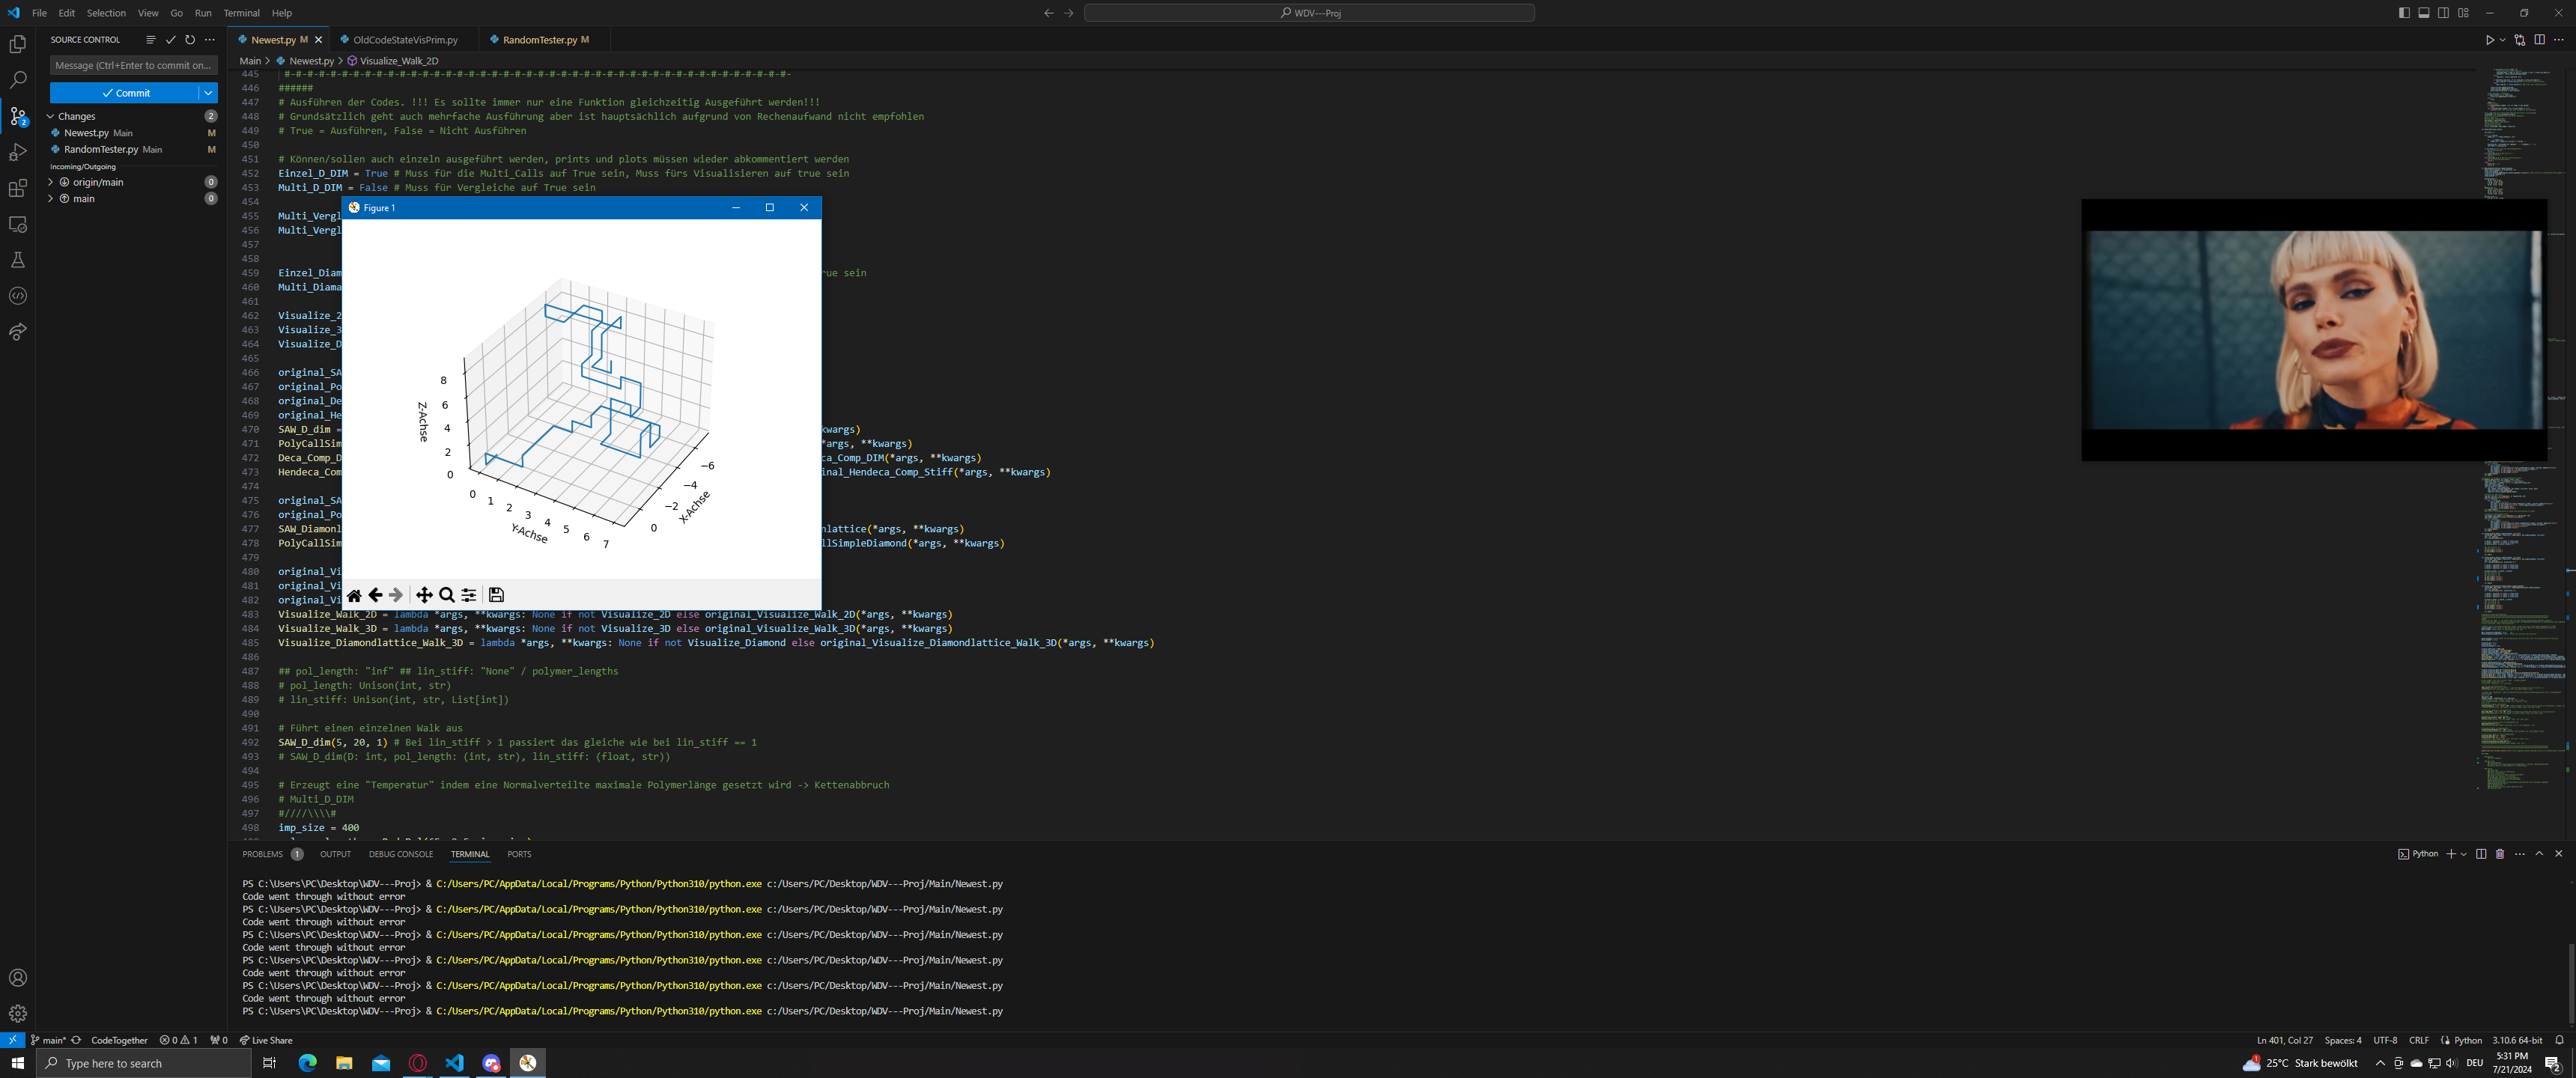 File Edit Selection View Go Run Terminal Help
WDV---Proj
SOURCE CONTROL
Message (Ctrl+Enter to commit on...
Commit
Changes 2
Newest.py Main M
RandomTester.py Main M
Incoming/Outgoing
origin/main 0
main 0
2
Newest.py M
OldCodeStateVisPrim.py
RandomTester.py M
Main > Newest.py > Visualize_Walk_2D
445 #-#-#-#-#-#-#-#-#-#-#-#-#-#-#-#-#-#-#-#-#-#-#-#-#-#-#-#-#-#-#-#-#-#-#-#-#-#-#-#-#-#-#-
446 ######
447 # Ausführen der Codes. !!! Es sollte immer nur eine Funktion gleichzeitig Ausgeführt werden!!!
448 # Grundsätzlich geht auch mehrfache Ausführung aber ist hauptsächlich aufgrund von Rechenaufwand nicht empfohlen
449 # True = Ausführen, False = Nicht Ausführen
450
451 # Können/sollen auch einzeln ausgeführt werden, prints und plots müssen wieder abkommentiert werden
452 Einzel_D_DIM = True # Muss für die Multi_Calls auf True sein, Muss fürs Visualisieren auf true sein
453 Multi_D_DIM = False # Muss für Vergleiche auf True sein
454
455 Multi_Vergl
456 Multi_Vergl
457
458
459 Einzel_Diam rue sein
460 Multi_Diama
461
462 Visualize_2
463 Visualize_3
464 Visualize_D
465
466 original_SA
467 original_Po
468 original_De
469 original_He
470 SAW_D_dim = kwargs)
471 PolyCallSim *args, **kwargs)
472 Deca_Comp_D ca_Comp_DIM(*args, **kwargs)
473 Hendeca_Com inal_Hendeca_Comp_Stiff(*args, **kwargs)
474
475 original_SA
476 original_Po
477 SAW_Diamonl nlattice(*args, **kwargs)
478 PolyCallSim llSimpleDiamond(*args, **kwargs)
479
480 original_Vi
481 original_Vi
482 original_Vi
483 Visualize_Walk_2D = lambda *args, **kwargs: None if not Visualize_2D else original_Visualize_Walk_2D(*args, **kwargs)
484 Visualize_Walk_3D = lambda *args, **kwargs: None if not Visualize_3D else original_Visualize_Walk_3D(*args, **kwargs)
485 Visualize_Diamondlattice_Walk_3D = lambda *args, **kwargs: None if not Visualize_Diamond else original_Visualize_Diamondlattice_Walk_3D(*args, **kwargs)
486
487 ## pol_length: "inf" ## lin_stiff: "None" / polymer_lengths
488 # pol_length: Unison(int, str)
489 # lin_stiff: Unison(int, str, List[int])
490
491 # Führt einen einzelnen Walk aus
492 SAW_D_dim(5, 20, 1) # Bei lin_stiff > 1 passiert das gleiche wie bei lin_stiff == 1
493 # SAW_D_dim(D: int, pol_length: (int, str), lin_stiff: (float, str))
494
495 # Erzeugt eine "Temperatur" indem eine Normalverteilte maximale Polymerlänge gesetzt wird -> Kettenabbruch
496 # Multi_D_DIM
497 #////\\\\#
498 imp_size = 400
Figure 1
8
6
4
2
0
Z-Achse
0 1 2 3 4 5 6 7
Y-Achse
0 −2 −4 −6
X-Achse
PROBLEMS 1 OUTPUT DEBUG CONSOLE TERMINAL PORTS
Python
PS C:\Users\PC\Desktop\WDV---Proj> & C:/Users/PC/AppData/Local/Programs/Python/Python310/python.exe c:/Users/PC/Desktop/WDV---Proj/Main/Newest.py
Code went through without error
PS C:\Users\PC\Desktop\WDV---Proj> & C:/Users/PC/AppData/Local/Programs/Python/Python310/python.exe c:/Users/PC/Desktop/WDV---Proj/Main/Newest.py
Code went through without error
PS C:\Users\PC\Desktop\WDV---Proj> & C:/Users/PC/AppData/Local/Programs/Python/Python310/python.exe c:/Users/PC/Desktop/WDV---Proj/Main/Newest.py
Code went through without error
PS C:\Users\PC\Desktop\WDV---Proj> & C:/Users/PC/AppData/Local/Programs/Python/Python310/python.exe c:/Users/PC/Desktop/WDV---Proj/Main/Newest.py
Code went through without error
PS C:\Users\PC\Desktop\WDV---Proj> & C:/Users/PC/AppData/Local/Programs/Python/Python310/python.exe c:/Users/PC/Desktop/WDV---Proj/Main/Newest.py
Code went through without error
PS C:\Users\PC\Desktop\WDV---Proj> & C:/Users/PC/AppData/Local/Programs/Python/Python310/python.exe c:/Users/PC/Desktop/WDV---Proj/Main/Newest.py
main* CodeTogether 0 1 0 Live Share
Ln 401, Col 27 Spaces: 4 UTF-8 CRLF Python 3.10.6 64-bit
Type here to search
1 25°C Stark bewölkt DEU
5:31 PM
7/21/2024
2